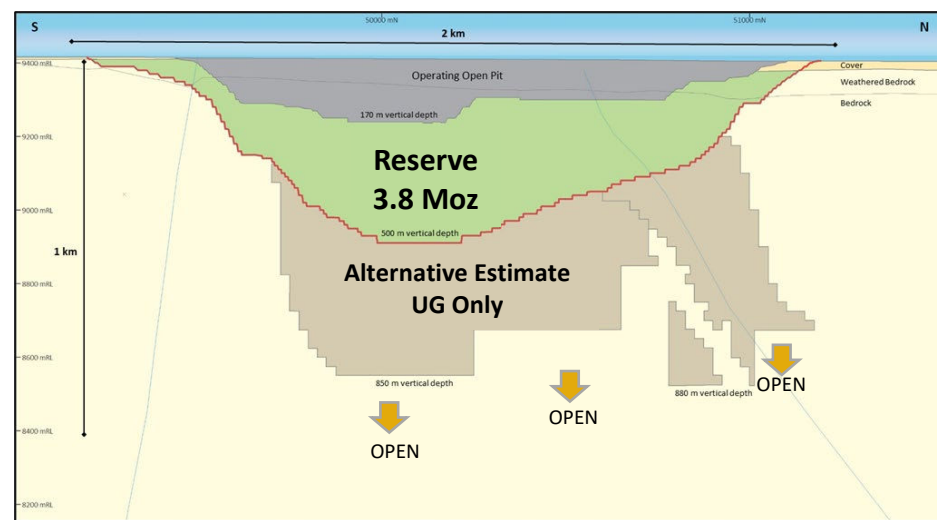 S
50000 mN
51000 mN
N
2 km
9400 mRL
Operating Open Pit
Cover
Weathered Bedrock
Bedrock
170 m vertical depth
9200 mRL
Reserve
3.8 Moz
9000 mRL
500 m vertical depth
1 km
Alternative Estimate
UG Only
8800 mRL
8600 mRL
850 m vertical depth
880 m vertical depth
OPEN
OPEN
OPEN
8400 mRL
8200 mRL